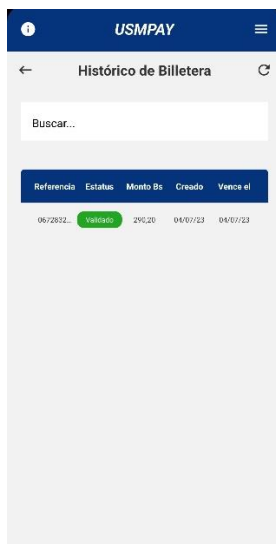 USMPAY
Histórico de Billetera
Buscar...
Referencia Estatus Monto Bs Creado Vence el
0672832... Validado 290,20 04/07/23 04/07/23